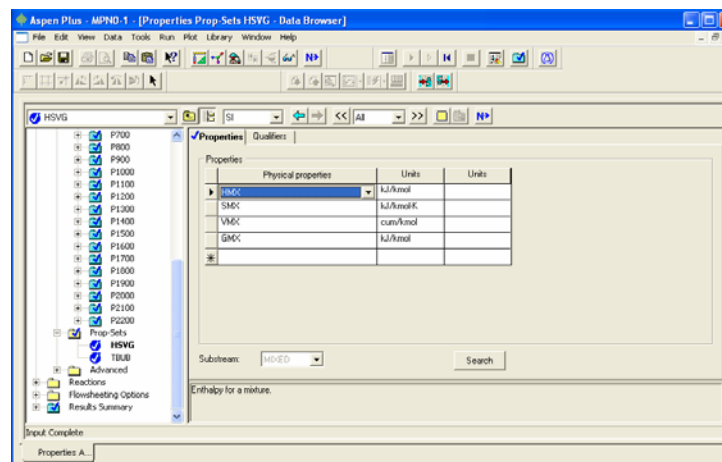 Aspen Plus - MPNO-1 - [Properties Prop-Sets HSVG - Data Browser]
File Edit View Data Tools Run Plot Library Window Help
HSVG SI All N>
P700
P800
P900
P1000
P1100
P1200
P1300
P1400
P1500
P1600
P1700
P1800
P1900
P2000
P2100
P2200
Prop-Sets
HSVG
TBUB
Advanced
Reactions
Flowsheeting Options
Results Summary
Properties Qualifiers
Properties
Physical properties Units Units
HMX kJ/kmol
SMX kJ/kmol-K
VMX cum/kmol
GMX kJ/kmol
Substream: MIXED Search
Enthalpy for a mixture.
Input Complete
Properties A...